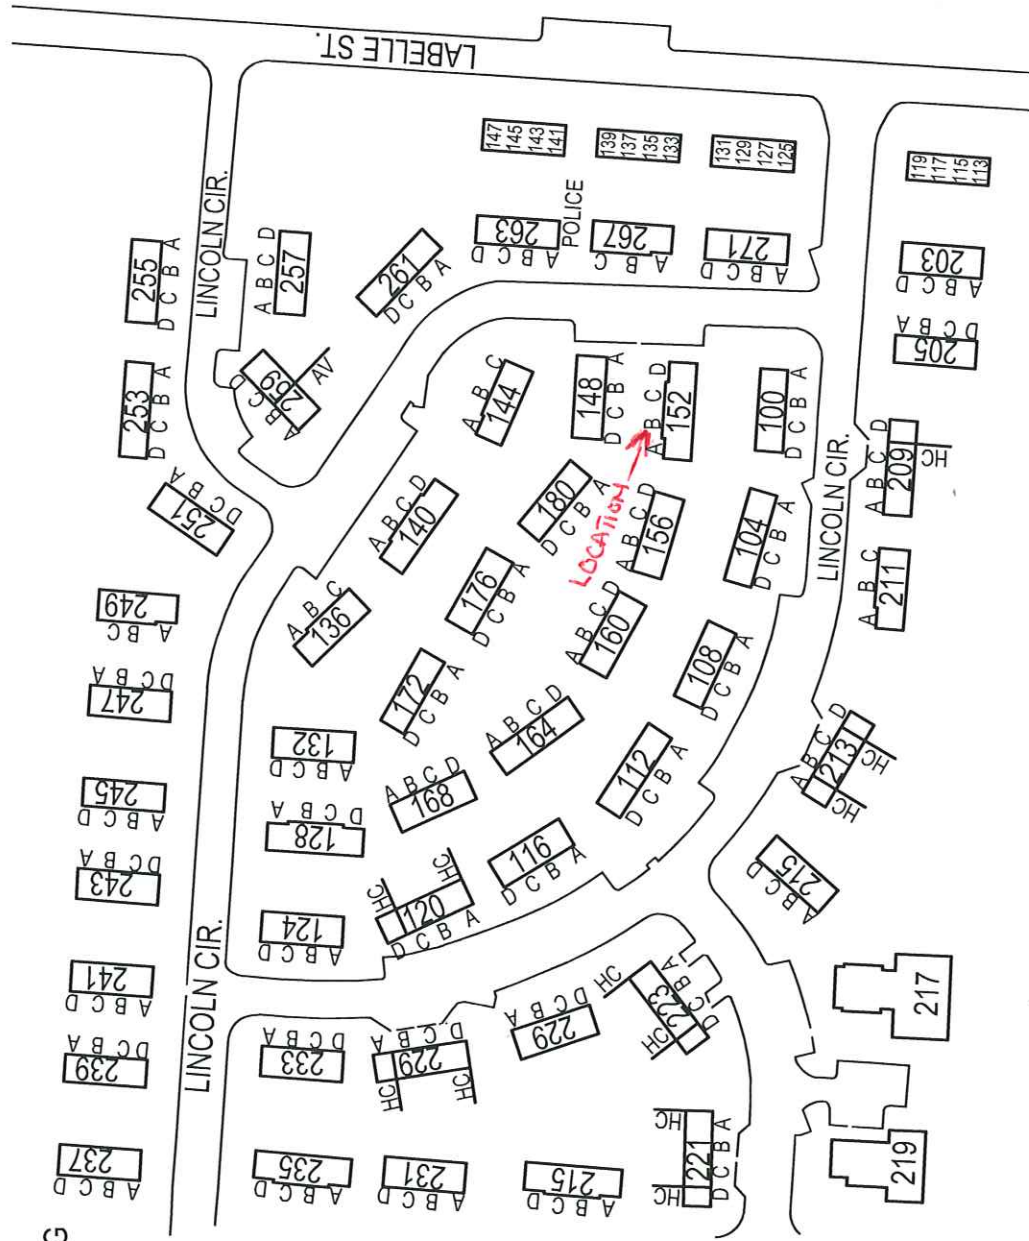 LABELLE ST.
LINCOLN CIR.
147
145
143
141
139
137
135
133
131
129
127
125
119
117
115
113
POLICE
263
A B C D
267
A B C
271
A B C D
203
A B C D
205
D C B A
255
D C B A
257
A B C D
261
D C B A
253
D C B A
259
A B C D
AV
144
A B C
148
D C B A
152
A B C D
100
D C B A
LINCOLN CIR.
209
A B C D
HC
251
D C B A
140
A B C D
180
D C B A
LOCATION
156
A B C D
104
D C B A
211
A B C
249
A B C
136
A B C
176
D C B A
160
A B C D
108
D C B A
247
D C B A
172
D C B A
132
A B C D
164
A B C D
112
D C B A
213
A B C D
HC
HC
245
A B C D
168
A B C D
128
D C B A
116
D C B A
215
A B C D
243
D C B A
120
D C B A
HC
HC
124
A B C D
LINCOLN CIR.
241
A B C D
239
D C B A
233
D C B A
229
D C B A
HC
HC
229
D C B A
223
D C B A
HC
HC
217
237
A B C D
235
A B C D
231
A B C D
215
A B C D
221
D C B A
HC
HC
219
G